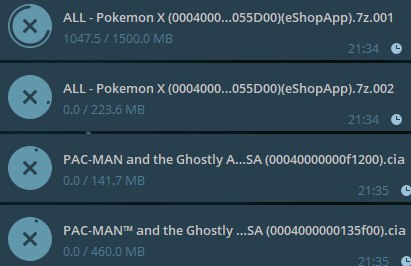 ALL - Pokemon X (0004000...055D00)(eShopApp).7z.001
1047.5 / 1500.0 MB
21:34
ALL - Pokemon X (0004000...055D00)(eShopApp).7z.002
0.0 / 223.6 MB
21:34
PAC-MAN and the Ghostly A...SA (00040000000f1200).cia
0.0 / 141.7 MB
21:35
PAC-MAN™ and the Ghostly ...SA (0004000000135f00).cia
0.0 / 460.0 MB
21:35